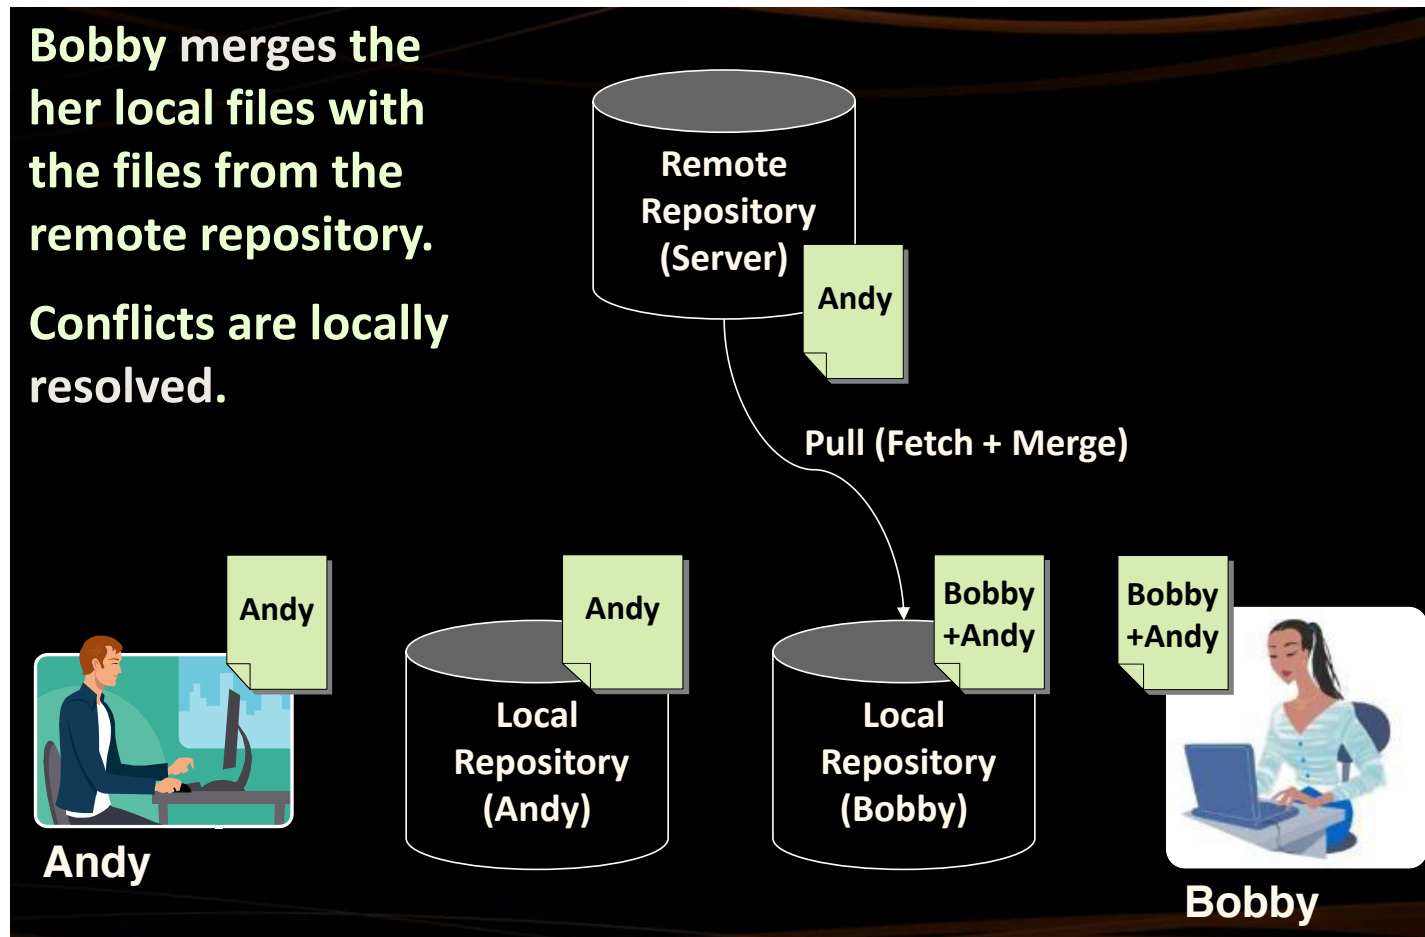 Bobby merges the
her local files with
the files from the
remote repository.
Conflicts are locally
resolved.
Remote
Repository
(Server)
Andy
Pull (Fetch + Merge)
Andy
Andy
Bobby
+Andy
Bobby
+Andy
Local
Repository
(Andy)
Local
Repository
(Bobby)
Andy
Bobby